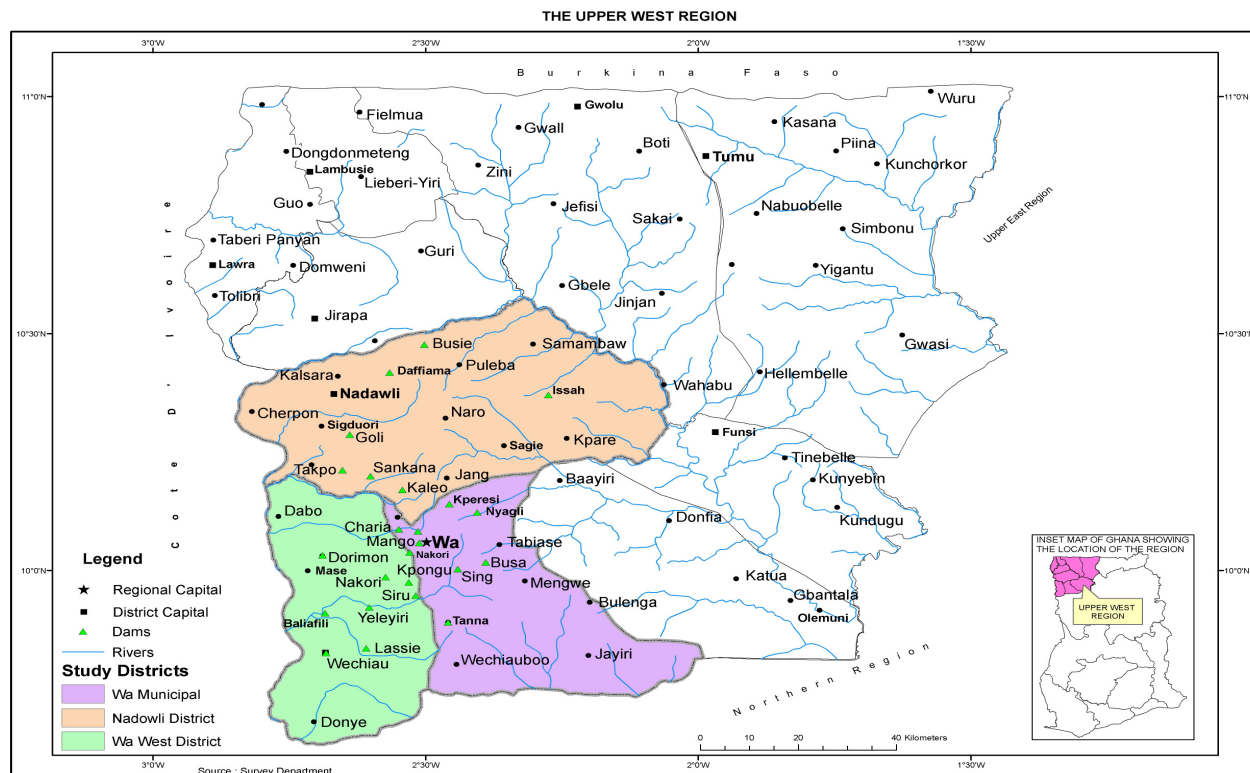 THE UPPER WEST REGION
3°0'W
2°30'W
2°0'W
1°30'W
Burkina Faso
11°0'N
11°0'N
Wuru
Fielmua
Gwolu
Gwall
Kasana
Boti
Piina
Dongdonmeteng
Tumu
Kunchorkor
Lambusie
Zini
Lieberi-Yiri
Guo
Jefisi
Nabuobelle
Sakai
Simbonu
Upper East Region
Taberi Panyan
Guri
Lawra
Domweni
Yigantu
Gbele
Tolibri
Jinjan
Jirapa
Cote D'Ivoire
10°30'N
10°30'N
Busie
Samambaw
Gwasi
Puleba
Daffiama
Kalsara
Hellembelle
Wahabu
Issah
Nadawli
Cherpon
Naro
Sigduori
Funsi
Goli
Kpare
Sagie
Tinebelle
Takpo
Sankana
Jang
Baayiri
Kunyebin
Kaleo
Kperesi
Dabo
Nyagli
Kundugu
Donfia
Charia
Mango
Wa
Tabiase
Nakori
Dorimon
Kpongu
Busa
Mase
Sing
10°0'N
10°0'N
Nakori
Mengwe
Katua
Siru
Bulenga
Gbantala
Yeleyiri
Olemuni
Baliafili
Tanna
Lassie
Wechiau
Wechiauboo
Jayiri
Donye
Northern Region
Legend
Regional Capital
District Capital
Dams
Rivers
Study Districts
Wa Municipal
Nadowli District
Wa West District
INSET MAP OF GHANA SHOWING
THE LOCATION OF THE REGION
UPPER WEST
REGION
0 10 20 40 Kilometers
3°0'W
2°30'W
2°0'W
1°30'W
Source : Survey Department